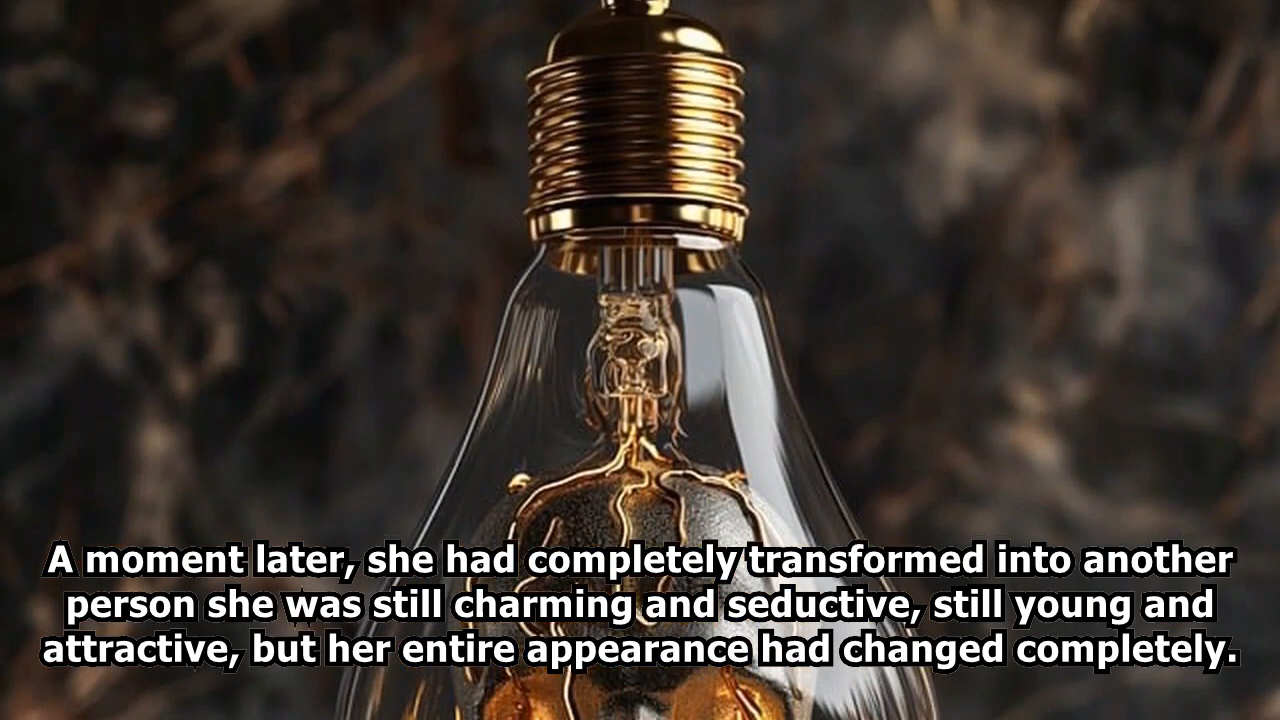 A moment later, she had completely transformed into another
person she was still charming and seductive, still young and
attractive, but her entire appearance had changed completely.